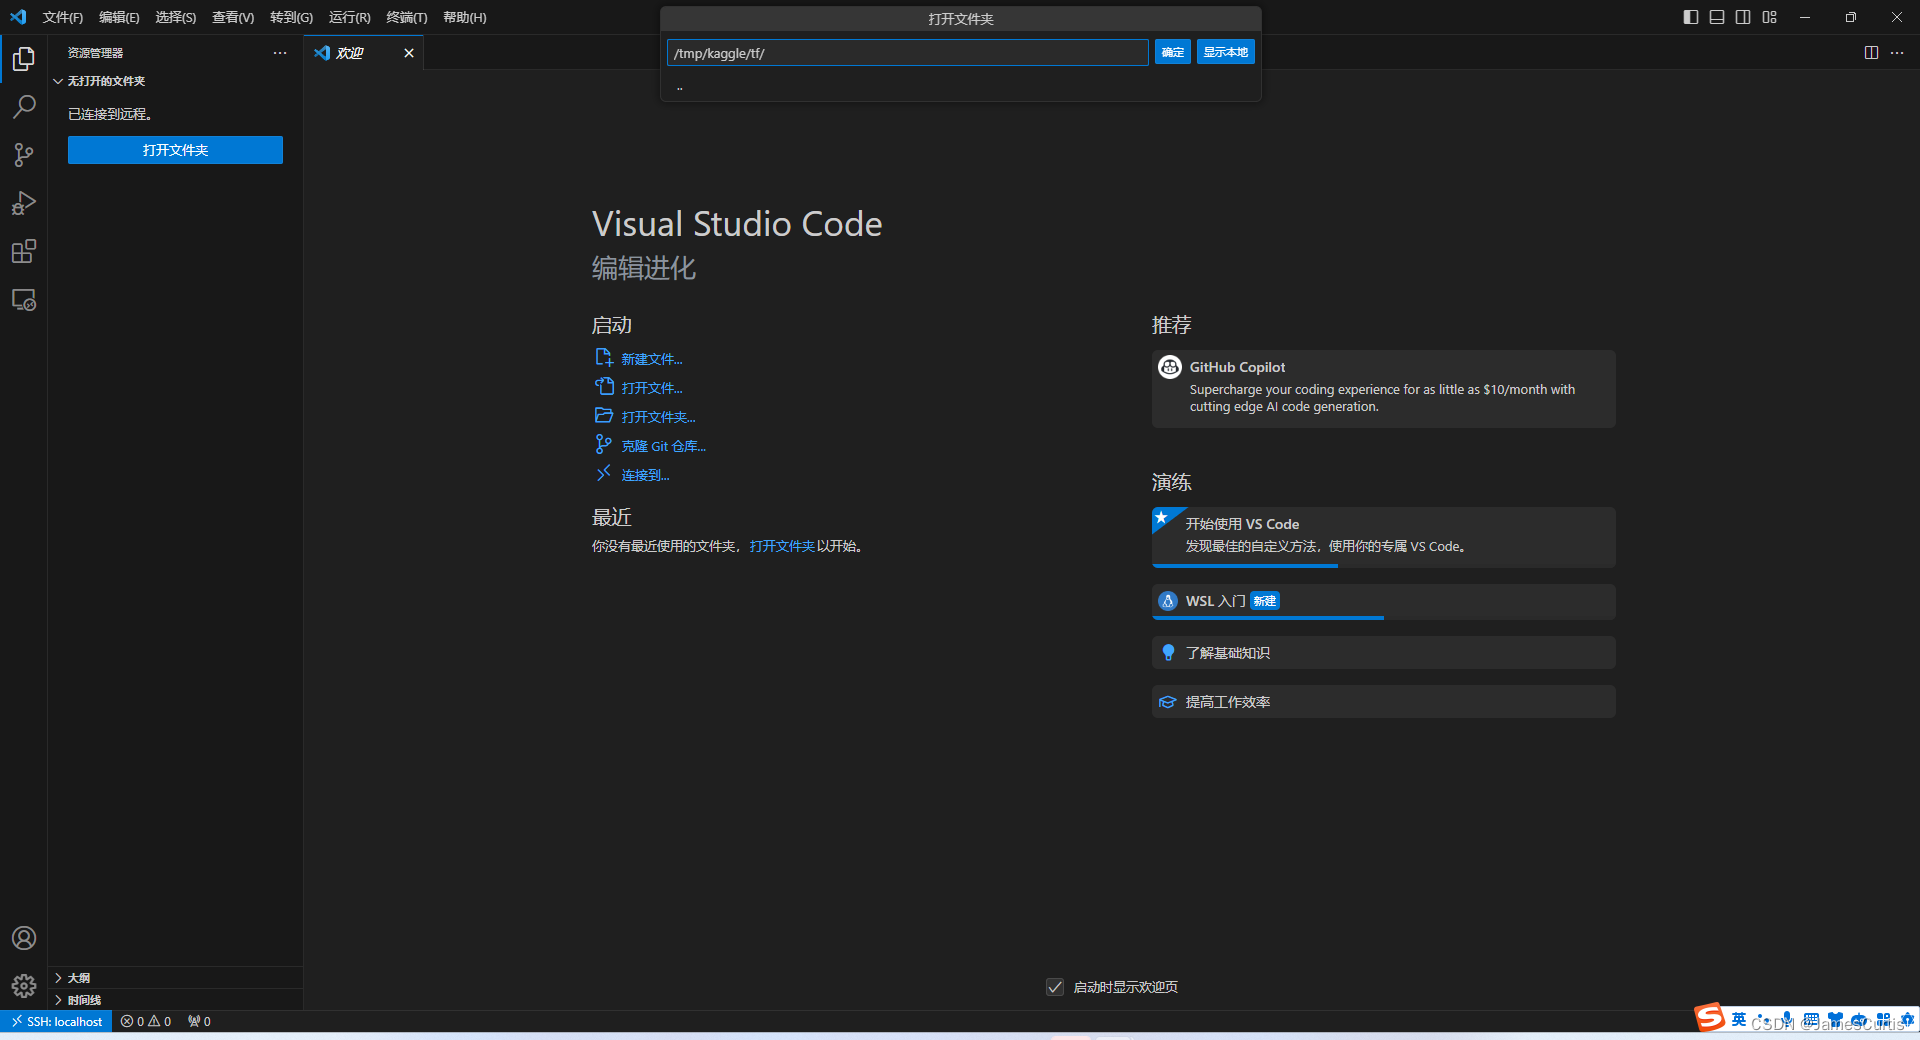 文件(F) 编辑(E) 选择(S) 查看(V) 转到(G) 运行(R) 终端(T) 帮助(H)
打开文件夹
/tmp/kaggle/tf/ 确定 显示本地
..
资源管理器
欢迎
无打开的文件夹
已连接到远程。
打开文件夹
Visual Studio Code
编辑进化
启动
新建文件...
打开文件...
打开文件夹...
克隆 Git 仓库...
连接到...
最近
你没有最近使用的文件夹，打开文件夹以开始。
推荐
GitHub Copilot
Supercharge your coding experience for as little as $10/month with
cutting edge AI code generation.
演练
开始使用 VS Code
发现最佳的自定义方法，使用你的专属 VS Code。
WSL 入门 新建
了解基础知识
提高工作效率
启动时显示欢迎页
大纲
时间线
SSH: localhost 0 0 0
英
CSDN @JamesCurtis